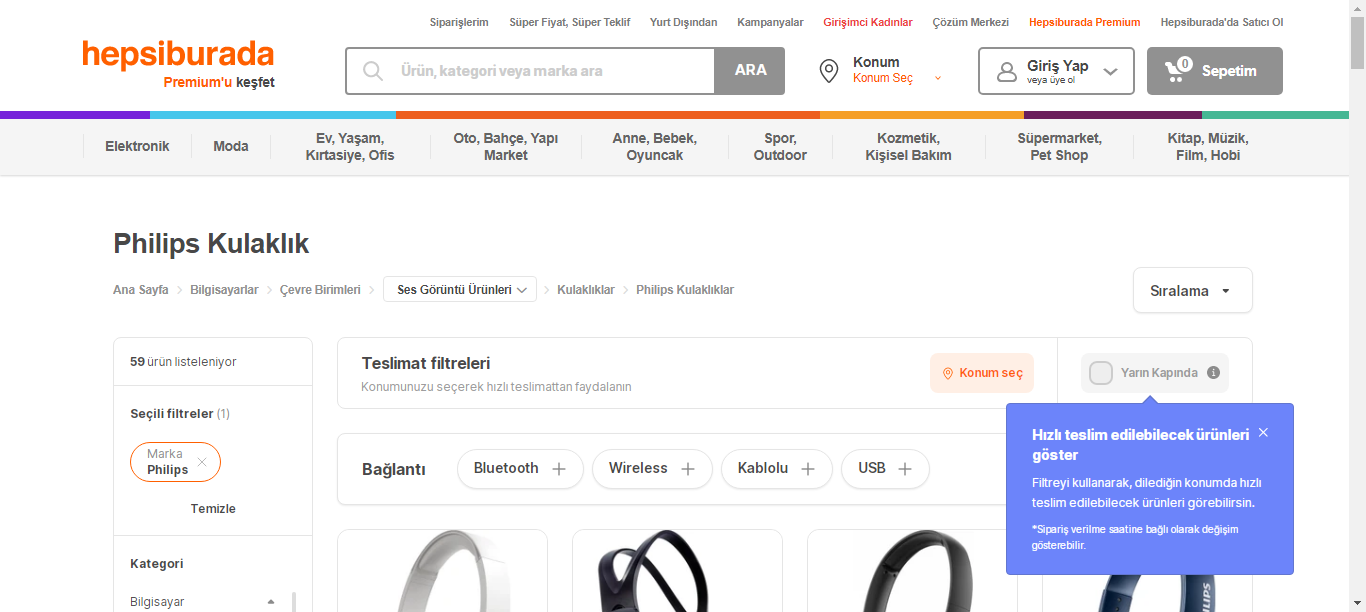 Siparişlerim Süper Fiyat, Süper Teklif Yurt Dışından Kampanyalar Girişimci Kadınlar Çözüm Merkezi Hepsiburada Premium Hepsiburada'da Satıcı Ol
hepsiburada
Premium'u keşfet
Ürün, kategori veya marka ara
ARA
Konum
Konum Seç
Giriş Yap
veya üye ol
0
Sepetim
Elektronik
Moda
Ev, Yaşam,
Kırtasiye, Ofis
Oto, Bahçe, Yapı
Market
Anne, Bebek,
Oyuncak
Spor,
Outdoor
Kozmetik,
Kişisel Bakım
Süpermarket,
Pet Shop
Kitap, Müzik,
Film, Hobi
Philips Kulaklık
Ana Sayfa Bilgisayarlar Çevre Birimleri Ses Görüntü Ürünleri Kulaklıklar Philips Kulaklıklar
Sıralama
59 ürün listeleniyor
Seçili filtreler (1)
Marka
Philips
Temizle
Kategori
Bilgisayar
Teslimat filtreleri
Konumunuzu seçerek hızlı teslimattan faydalanın
Konum seç
Yarın Kapında
Hızlı teslim edilebilecek ürünleri
göster
Filtreyi kullanarak, dilediğin konumda hızlı
teslim edilebilecek ürünleri görebilirsin.
*Sipariş verilme saatine bağlı olarak değişim
gösterebilir.
Bağlantı
Bluetooth
Wireless
Kablolu
USB
PHILIPS